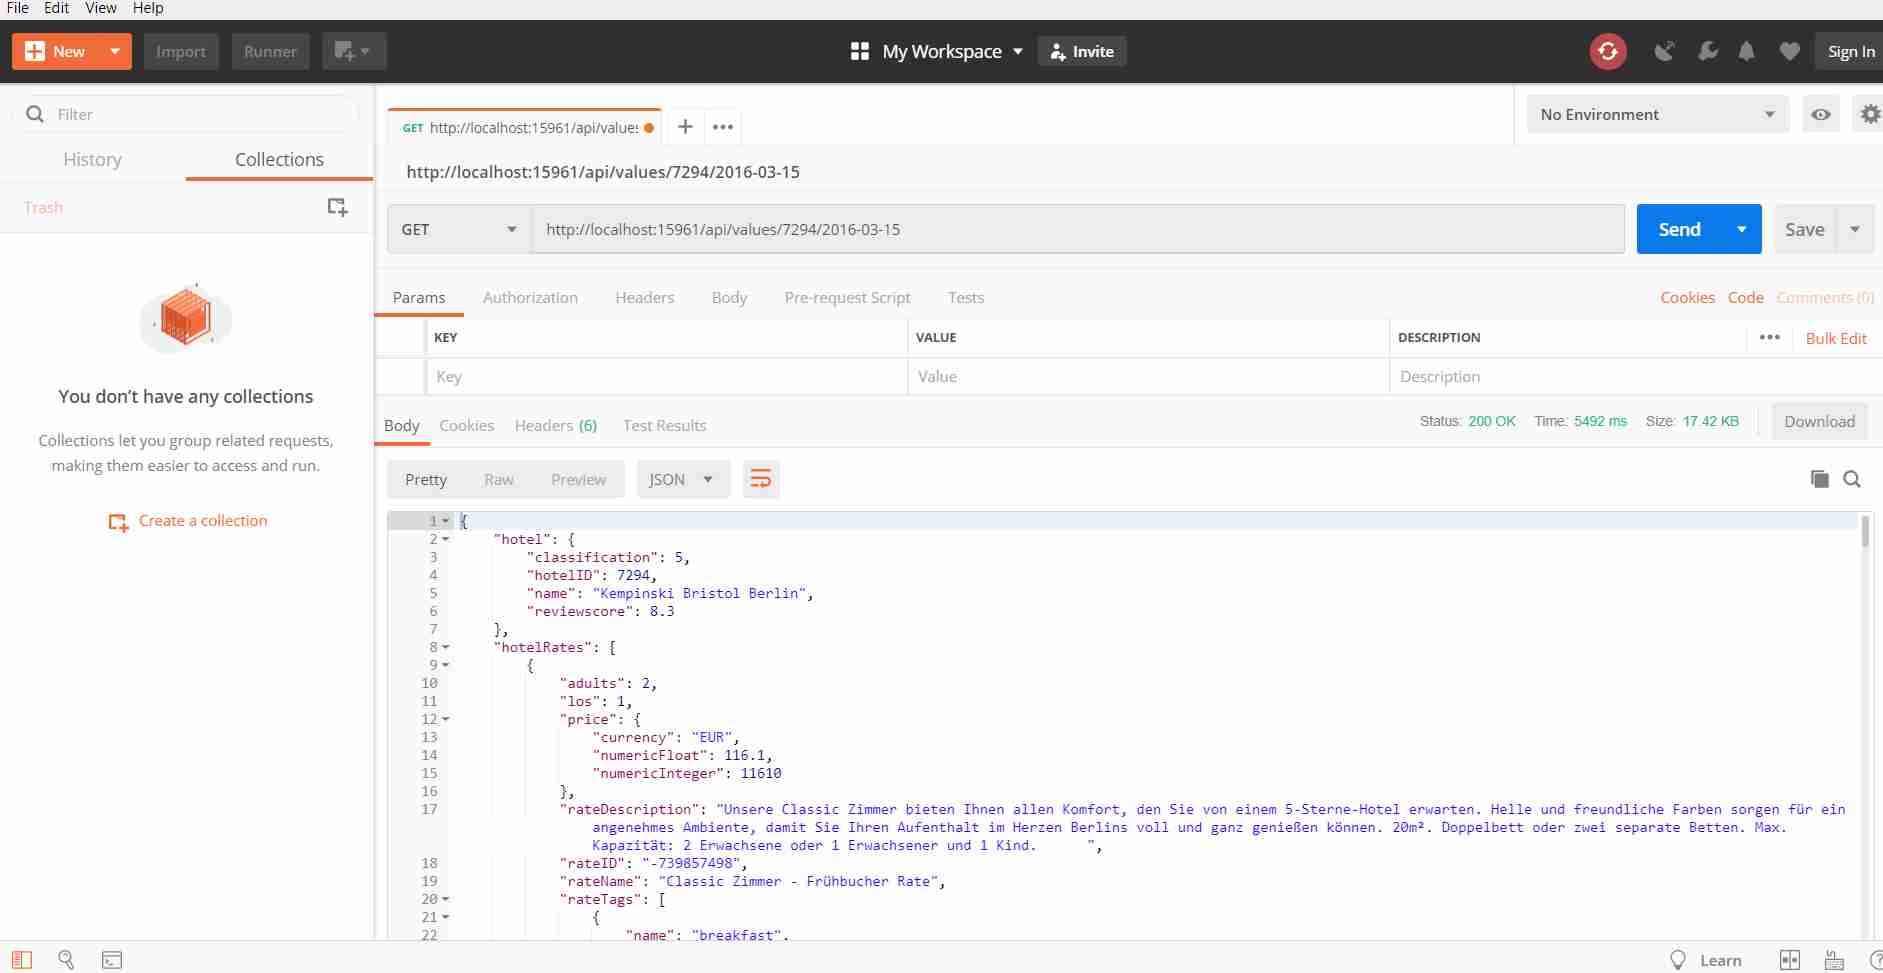 File Edit View Help
New Import Runner My Workspace Invite Sign In
Filter
History Collections
Trash
You don’t have any collections
Collections let you group related requests,
making them easier to access and run.
Create a collection
GET http://localhost:15961/api/values
No Environment
http://localhost:15961/api/values/7294/2016-03-15
GET http://localhost:15961/api/values/7294/2016-03-15 Send Save
Params Authorization Headers Body Pre-request Script Tests Cookies Code Comments (0)
KEY VALUE DESCRIPTION Bulk Edit
Key Value Description
Body Cookies Headers (6) Test Results Status: 200 OK Time: 5492 ms Size: 17.42 KB Download
Pretty Raw Preview JSON
1 {
2 "hotel": {
3 "classification": 5,
4 "hotelID": 7294,
5 "name": "Kempinski Bristol Berlin",
6 "reviewscore": 8.3
7 },
8 "hotelRates": [
9 {
10 "adults": 2,
11 "los": 1,
12 "price": {
13 "currency": "EUR",
14 "numericFloat": 116.1,
15 "numericInteger": 11610
16 },
17 "rateDescription": "Unsere Classic Zimmer bieten Ihnen allen Komfort, den Sie von einem 5-Sterne-Hotel erwarten. Helle und freundliche Farben sorgen für ein
angenehmes Ambiente, damit Sie Ihren Aufenthalt im Herzen Berlins voll und ganz genießen können. 20m². Doppelbett oder zwei separate Betten. Max.
Kapazität: 2 Erwachsene oder 1 Erwachsener und 1 Kind. ",
18 "rateID": "-739857498",
19 "rateName": "Classic Zimmer - Frühbucher Rate",
20 "rateTags": [
21 {
22 "name": "breakfast",
Learn